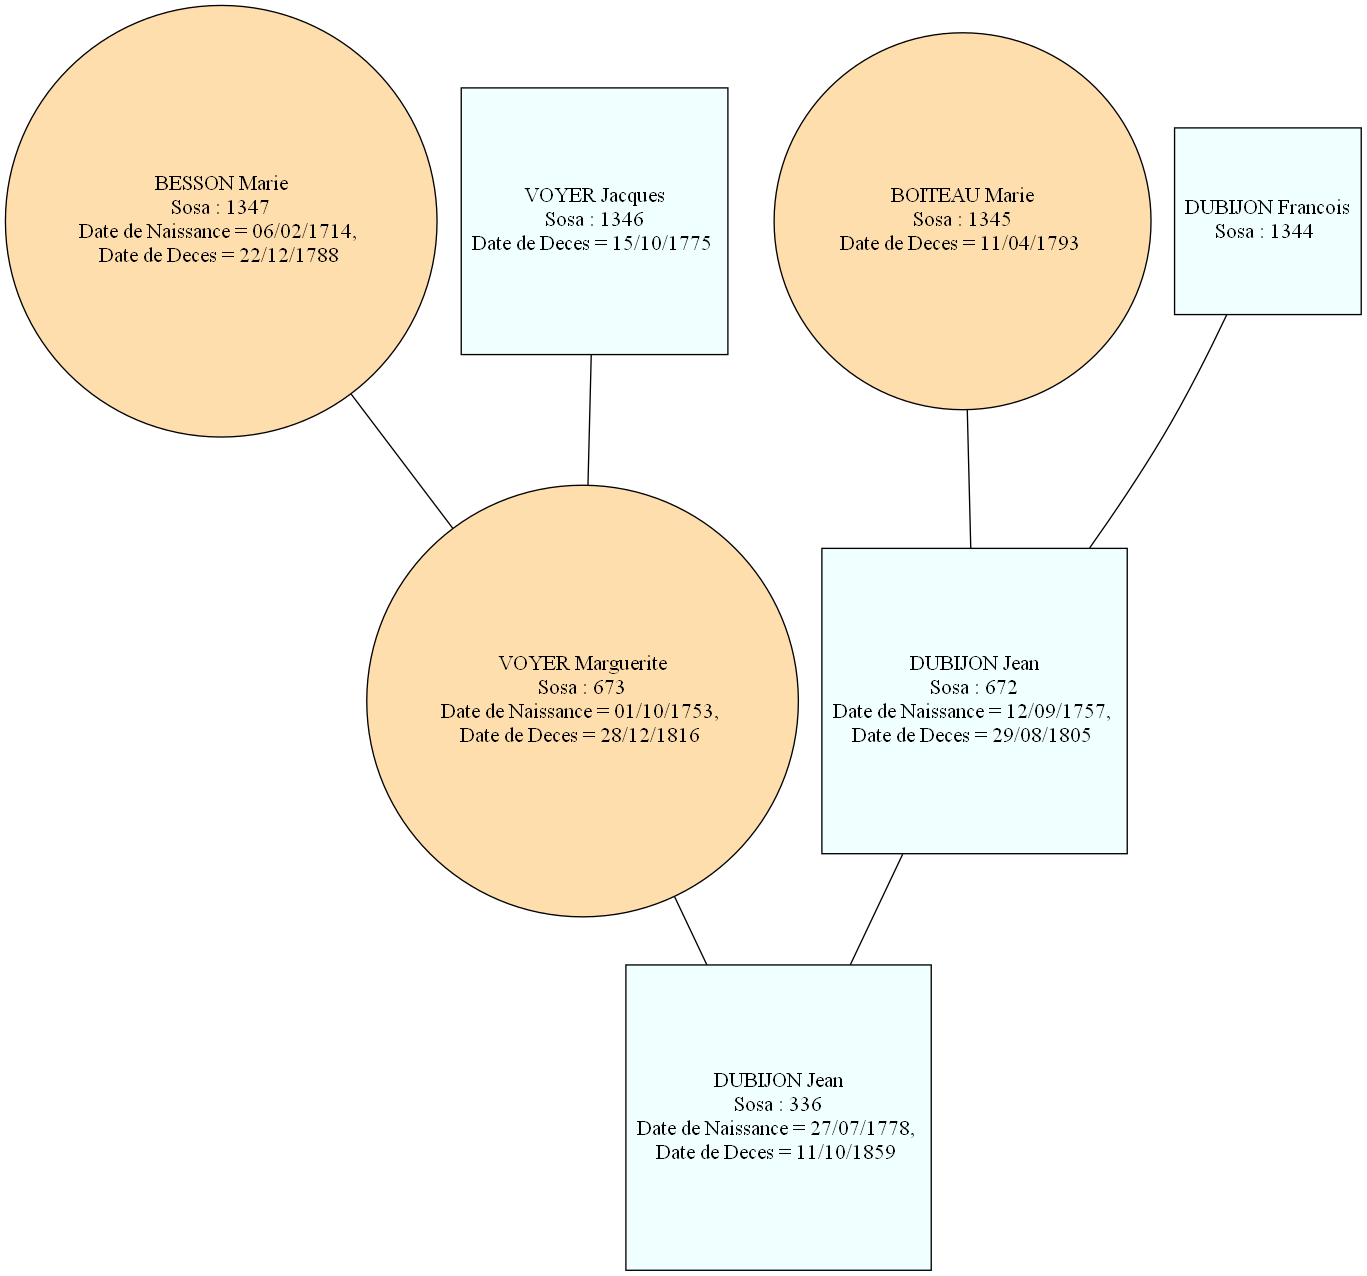 BESSON Marie
Sosa : 1347
Date de Naissance = 06/02/1714,
Date de Deces = 22/12/1788
VOYER Jacques
Sosa : 1346
Date de Deces = 15/10/1775
BOITEAU Marie
Sosa : 1345
Date de Deces = 11/04/1793
DUBIJON Francois
Sosa : 1344
VOYER Marguerite
Sosa : 673
Date de Naissance = 01/10/1753,
Date de Deces = 28/12/1816
DUBIJON Jean
Sosa : 672
Date de Naissance = 12/09/1757,
Date de Deces = 29/08/1805
DUBIJON Jean
Sosa : 336
Date de Naissance = 27/07/1778,
Date de Deces = 11/10/1859